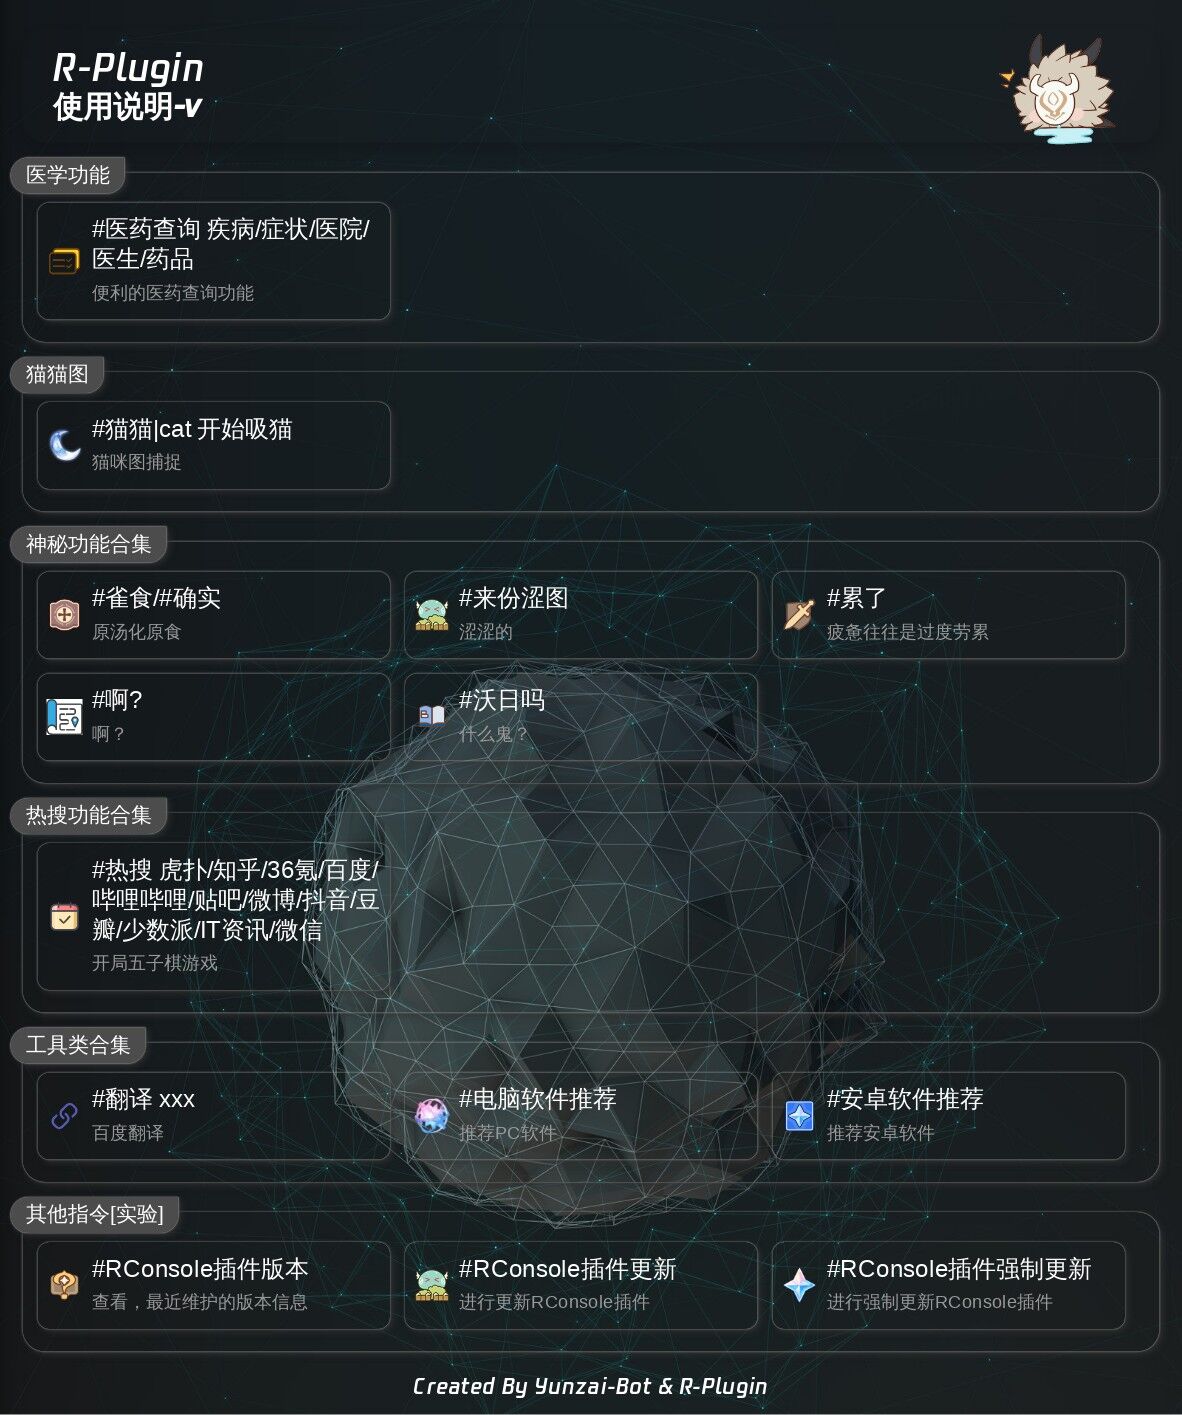 R-Plugin
使用说明-v
医学功能
#医药查询 疾病/症状/医院/
医生/药品
便利的医药查询功能
猫猫图
#猫猫|cat 开始吸猫
猫咪图捕捉
神秘功能合集
#雀食/#确实
原汤化原食
#来份涩图
涩涩的
#累了
疲惫往往是过度劳累
#啊?
啊？
#沃日吗
什么鬼？
热搜功能合集
#热搜 虎扑/知乎/36氪/百度/
哔哩哔哩/贴吧/微博/抖音/豆
瓣/少数派/IT资讯/微信
开局五子棋游戏
工具类合集
#翻译 xxx
百度翻译
#电脑软件推荐
推荐PC软件
#安卓软件推荐
推荐安卓软件
其他指令[实验]
#RConsole插件版本
查看，最近维护的版本信息
#RConsole插件更新
进行更新RConsole插件
#RConsole插件强制更新
进行强制更新RConsole插件
Created By Yunzai-Bot & R-Plugin